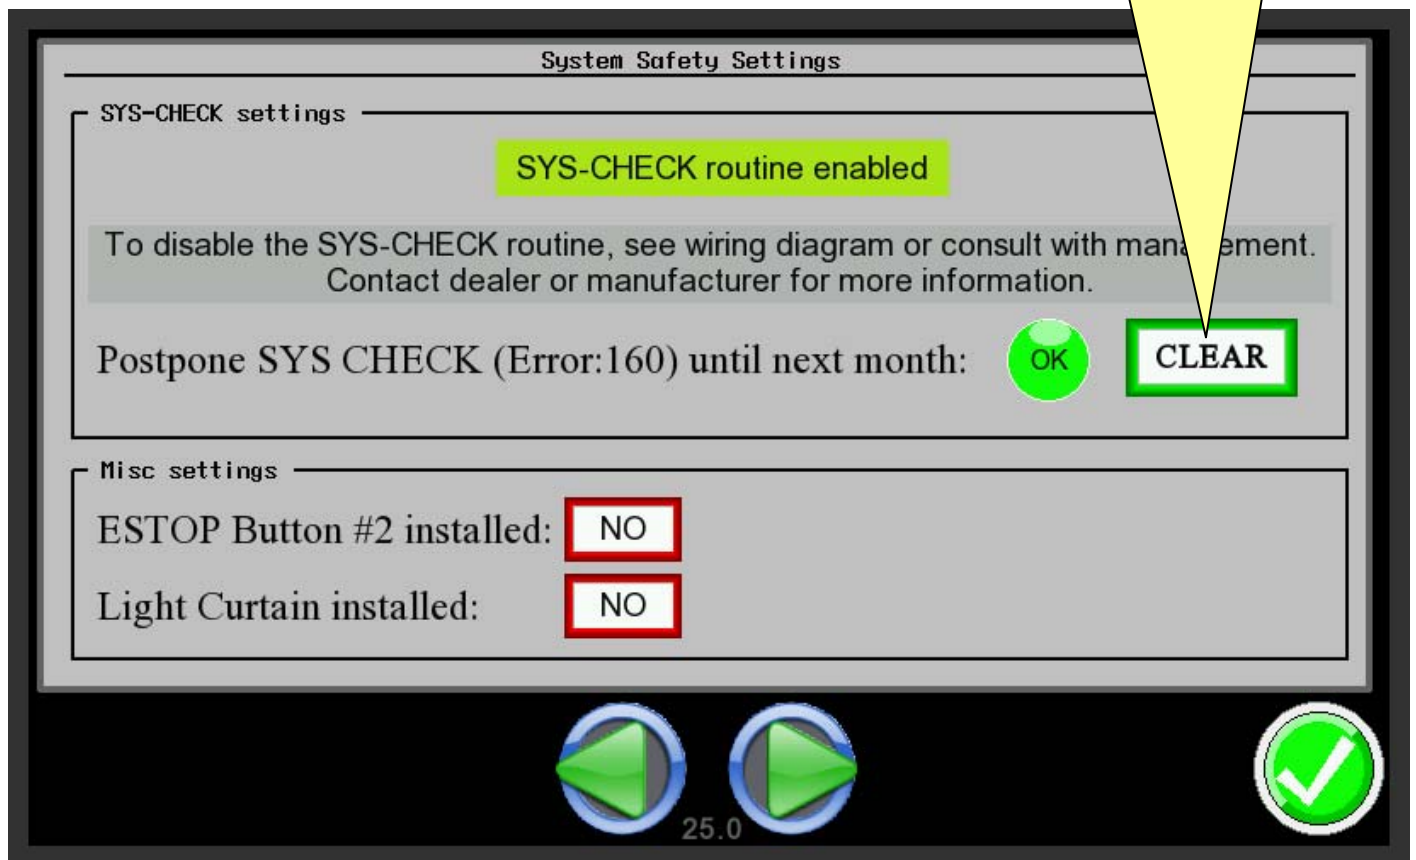 System Safety Settings
SYS-CHECK settings
SYS-CHECK routine enabled
To disable the SYS-CHECK routine, see wiring diagram or consult with
Contact dealer or manufacturer for more information.
Postpone SYS CHECK (Error:160) until next month:
OK
CLEAR
Misc settings
ESTOP Button #2 installed:
NO
Light Curtain installed:
NO
25.0